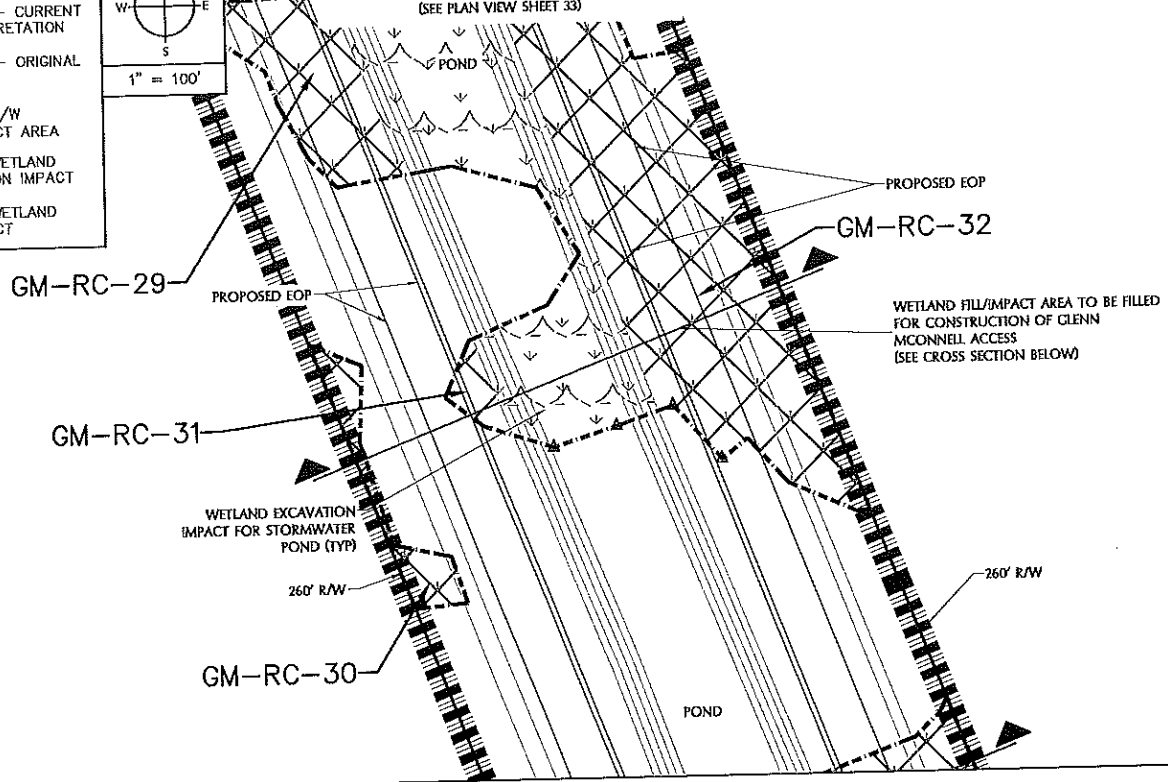 - CURRENT
RETATION
- ORIGINAL
/W
CT AREA
WETLAND
ON IMPACT
WETLAND
CT
W
E
S
1" = 100'
(SEE PLAN VIEW SHEET 33)
POND
PROPOSED EOP
GM-RC-32
GM-RC-29
PROPOSED EOP
WETLAND FILL/IMPACT AREA TO BE FILLED
FOR CONSTRUCTION OF GLENN
MCONNELL ACCESS
(SEE CROSS SECTION BELOW)
GM-RC-31
WETLAND EXCAVATION
IMPACT FOR STORMWATER
POND (TYP)
260' R/W
260' R/W
GM-RC-30
POND